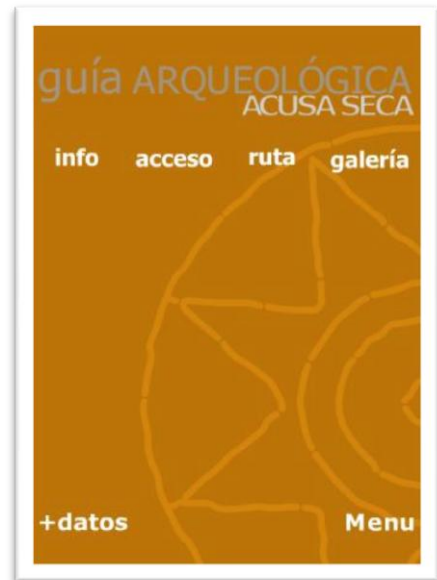 guía ARQUEOLÓGICA
ACUSA SECA
info acceso ruta galería
+datos Menu